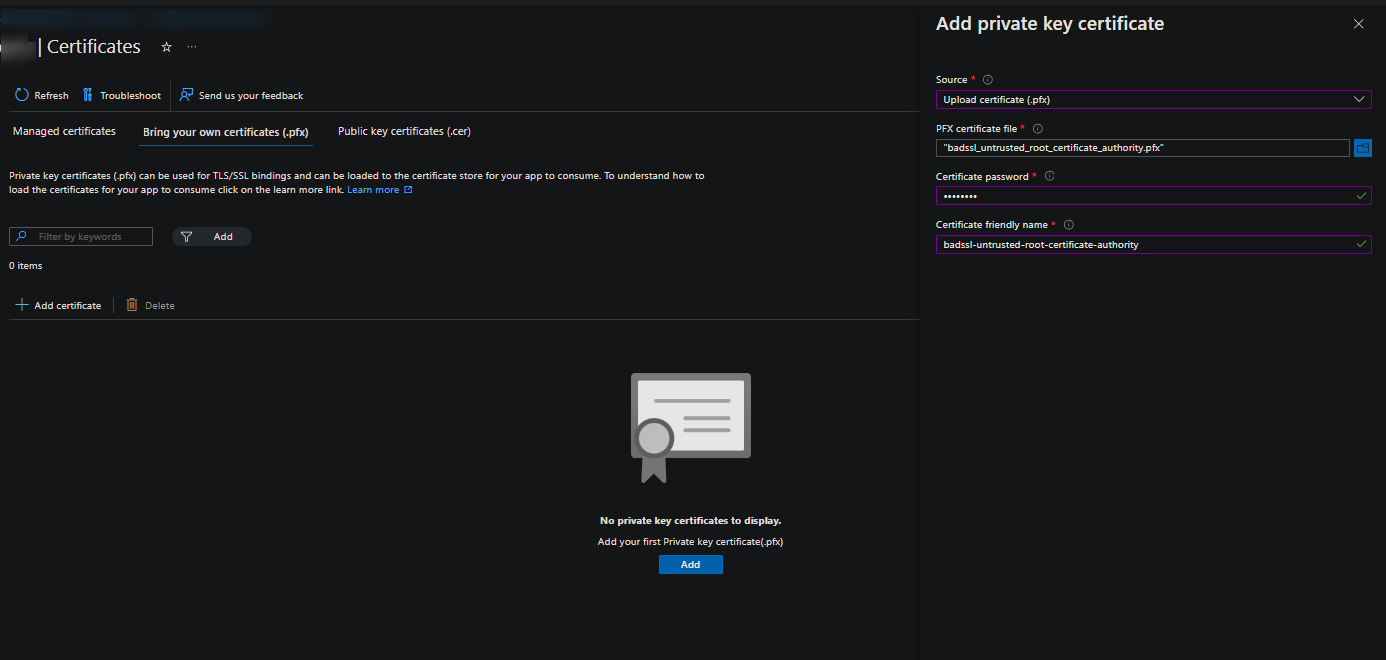 | Certificates
Refresh
Troubleshoot
Send us your feedback
Managed certificates
Bring your own certificates (.pfx)
Public key certificates (.cer)
Private key certificates (.pfx) can be used for TLS/SSL bindings and can be loaded to the certificate store for your app to consume. To understand how to
load the certificates for your app to consume click on the learn more link. Learn more
Filter by keywords
Add
0 items
Add certificate
Delete
No private key certificates to display.
Add your first Private key certificate(.pfx)
Add
Add private key certificate
Source *
Upload certificate (.pfx)
PFX certificate file *
"badssl_untrusted_root_certificate_authority.pfx"
Certificate password *
••••••••
Certificate friendly name *
badssl-untrusted-root-certificate-authority